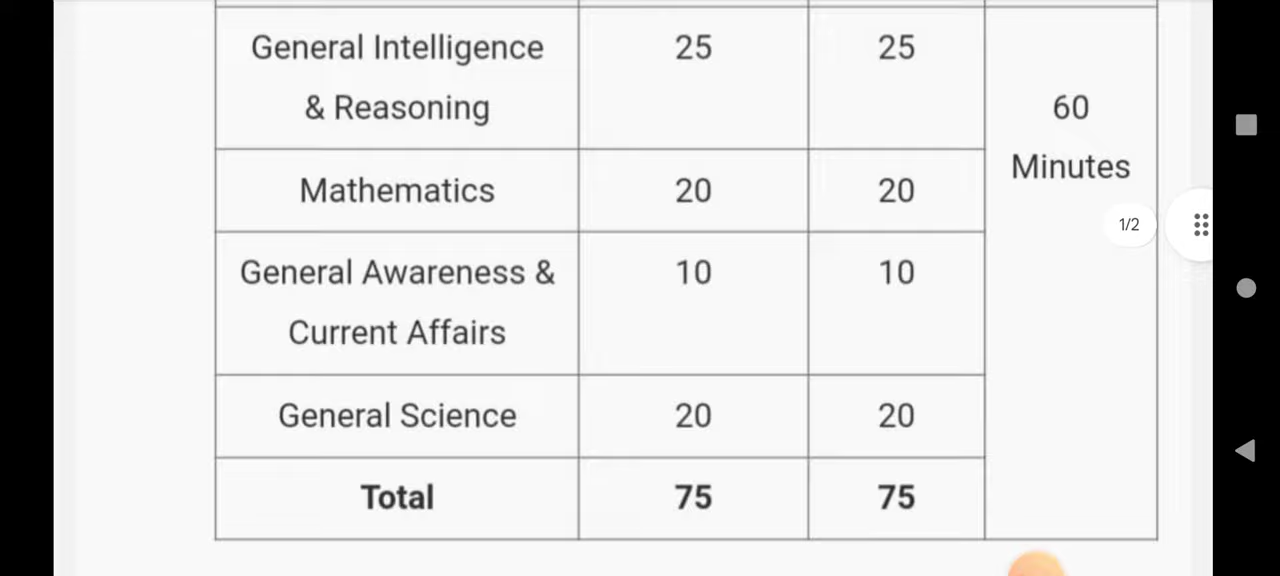 General Intelligence & Reasoning 25 25 60 Minutes
Mathematics 20 20
1/2
General Awareness & Current Affairs 10 10
General Science 20 20
Total 75 75